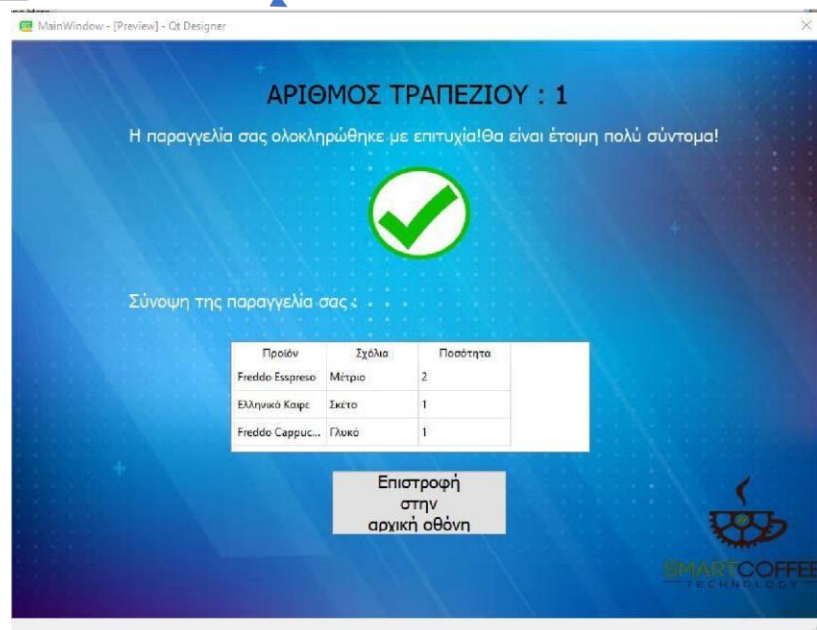 MainWindow - [Preview] - Qt Designer
ΑΡΙΘΜΟΣ ΤΡΑΠΕΖΙΟΥ : 1
Η παραγγελία σας ολοκληρώθηκε με επιτυχία!Θα είναι έτοιμη πολύ σύντομα!
Σύνοψη της παραγγελία σας :
Προϊόν Σχόλια Ποσότητα
Freddo Esspreso Μέτριο 2
Ελληνικό Καφε Σκέτο 1
Freddo Cappuc... Γλυκό 1
Επιστροφή
στην
αρχική οθόνη
SMARTCOFFEE
TECHNOLOGY